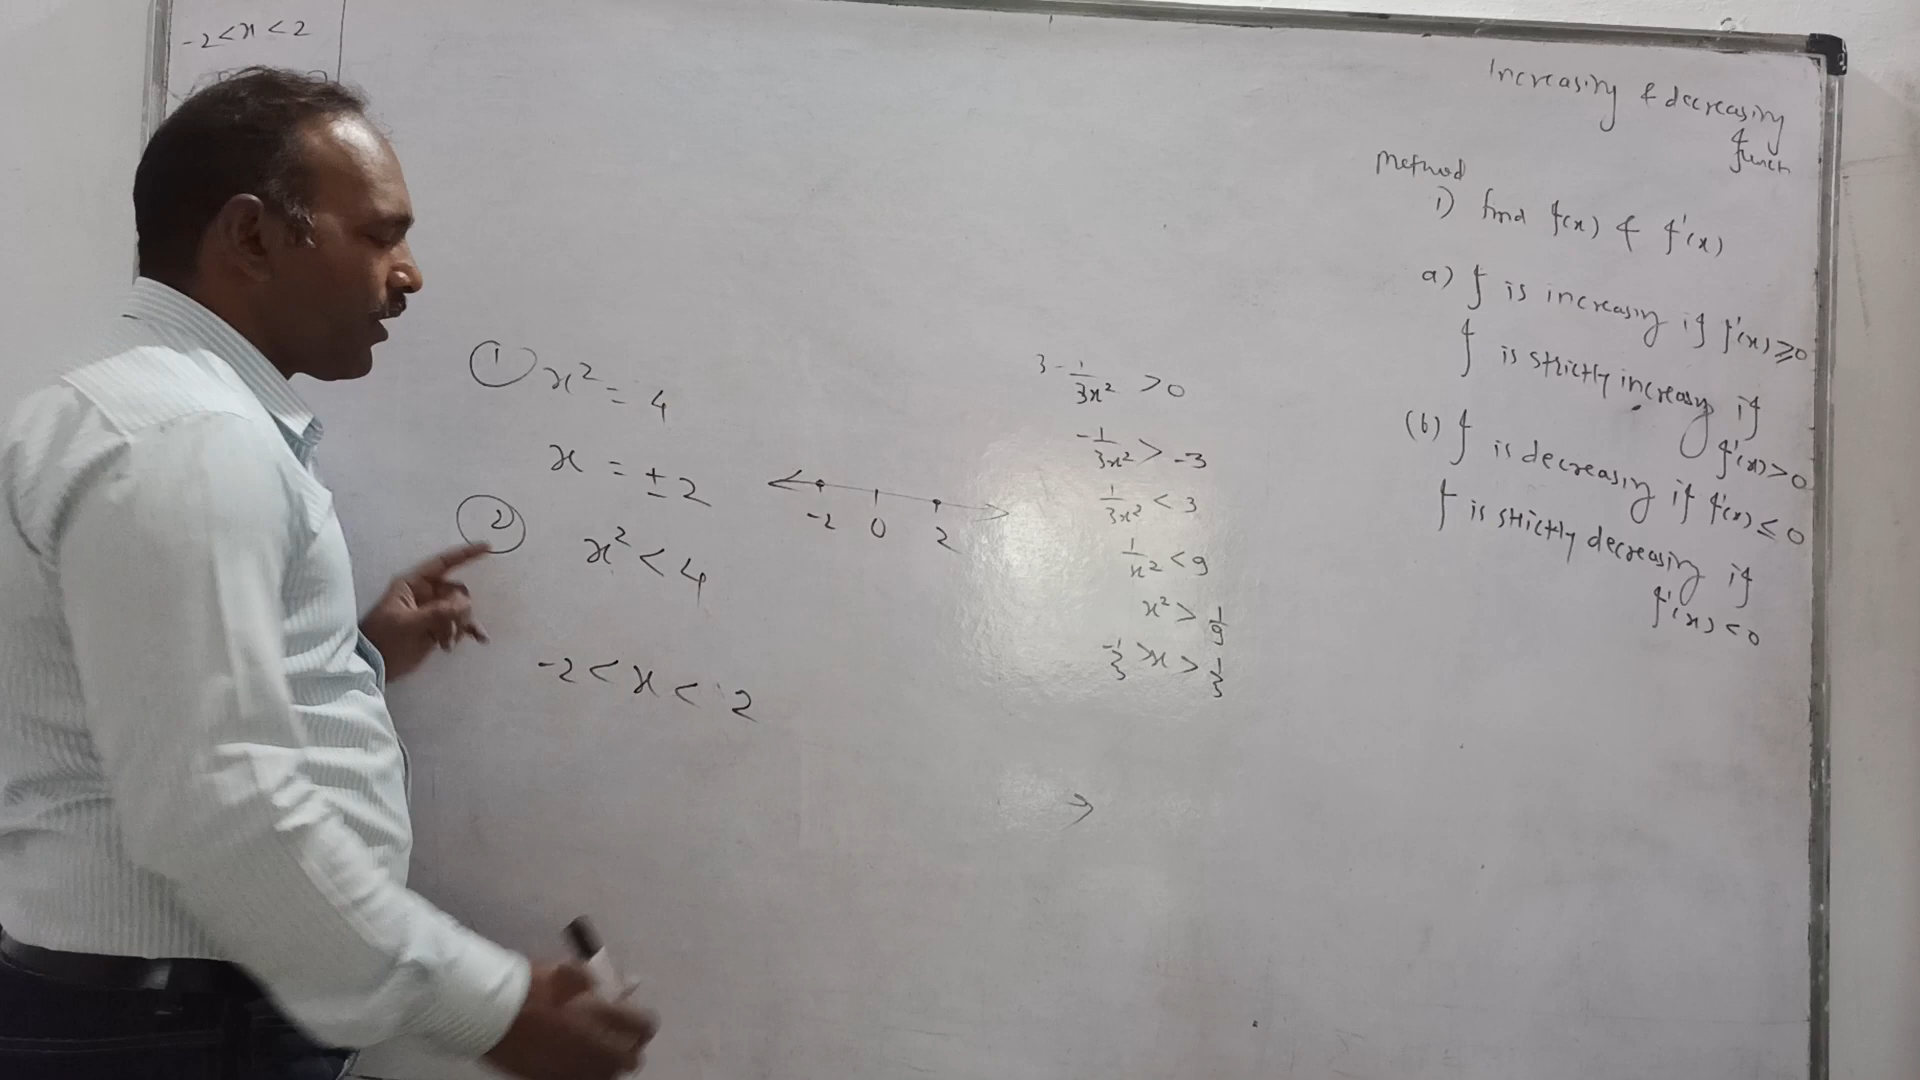 -2 < x < 2
① x² = 4
x = ± 2
-2 0 2
② x² < 4
-2 < x < 2
3 - 1/3x² > 0
-1/3x² > -3
1/3x² < 3
1/x² < 9
x² > 1/9
-1/3 > x > 1/3
→
Increasing & decreasing
funcn
Method
1) find f(x) & f'(x)
a) f is increasing if f'(x) ≥ 0
f is strictly increasing if
f'(x) > 0
(b) f is decreasing if f'(x) ≤ 0
f is strictly decreasing if
f'(x) < 0